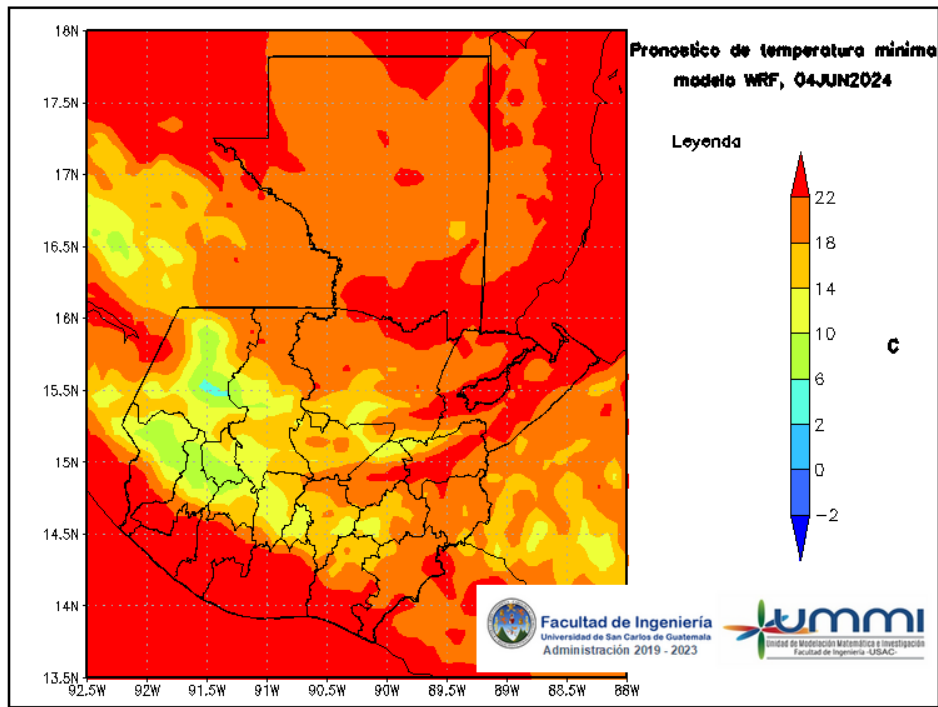 Pronostico de temperatura minima
modelo WRF, 04JUN2024
Leyenda
22
18
14
10
6
2
0
−2
C
18N
17.5N
17N
16.5N
16N
15.5N
15N
14.5N
14N
13.5N
92.5W 92W 91.5W 91W 90.5W 90W 89.5W 89W 88.5W 88W
Facultad de Ingeniería
Universidad de San Carlos de Guatemala
Administración 2019 - 2023
ummi
Unidad de Modelación Matemática e Investigación
Facultad de Ingeniería -USAC-